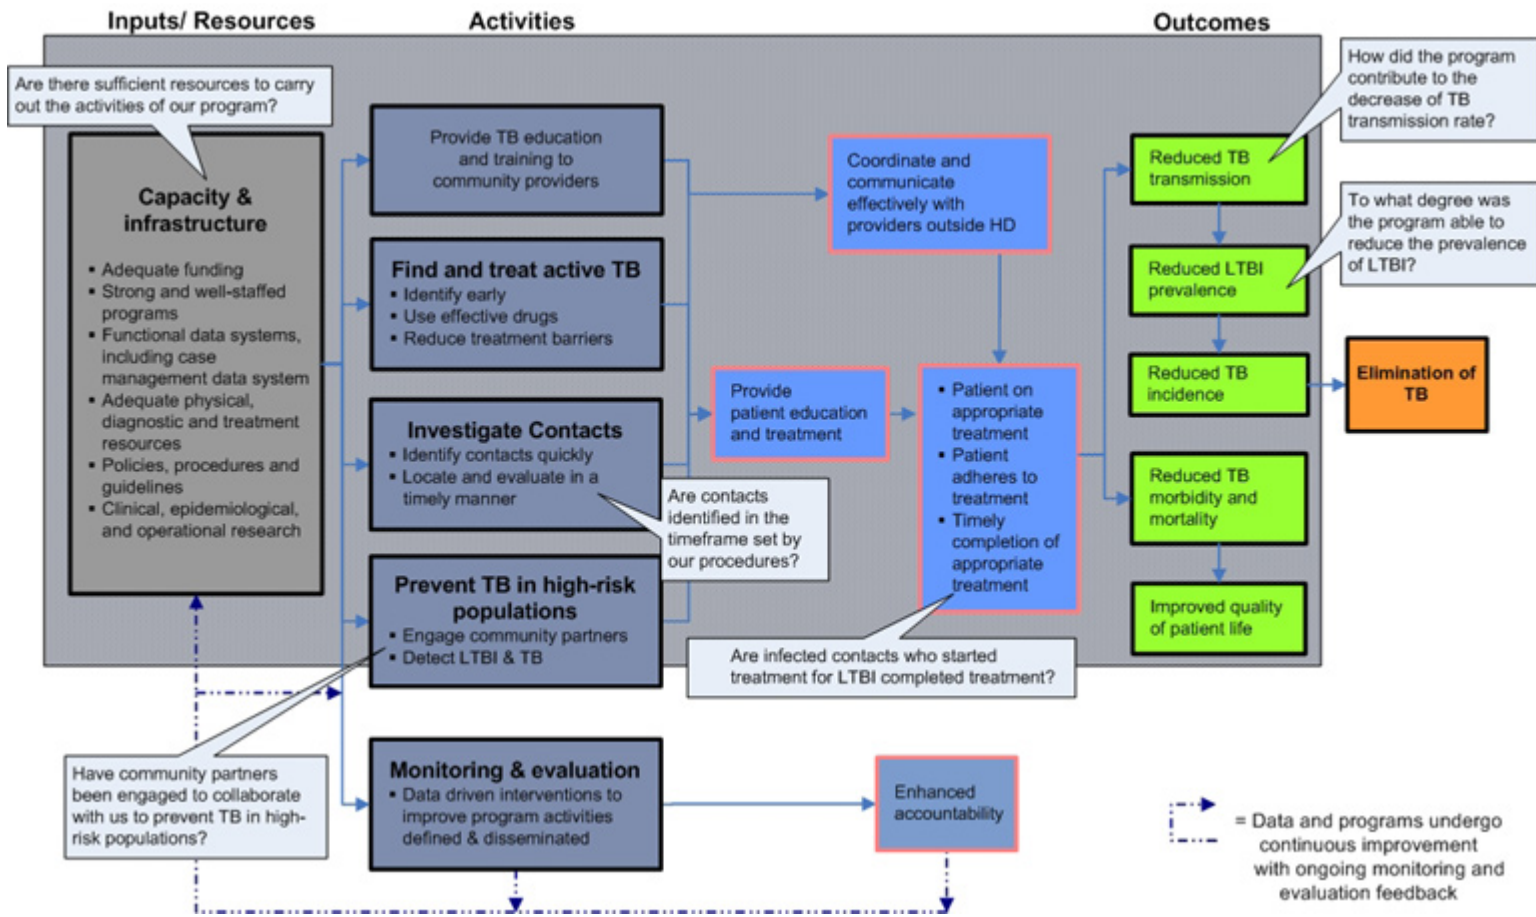 Inputs/ Resources
Activities
Outcomes
Are there sufficient resources to carry
out the activities of our program?
Capacity &
infrastructure
▪ Adequate funding
▪ Strong and well-staffed
programs
▪ Functional data systems,
including case
management data system
▪ Adequate physical,
diagnostic and treatment
resources
▪ Policies, procedures and
guidelines
▪ Clinical, epidemiological,
and operational research
Provide TB education
and training to
community providers
Find and treat active TB
▪ Identify early
▪ Use effective drugs
▪ Reduce treatment barriers
Investigate Contacts
▪ Identify contacts quickly
▪ Locate and evaluate in a
timely manner
Are contacts
identified in the
timeframe set by
our procedures?
Prevent TB in high-risk
populations
▪ Engage community partners
▪ Detect LTBI & TB
Have community partners
been engaged to collaborate
with us to prevent TB in high-
risk populations?
Monitoring & evaluation
▪ Data driven interventions to
improve program activities
defined & disseminated
Coordinate and
communicate
effectively with
providers outside HD
Provide
patient education
and treatment
▪ Patient on
appropriate
treatment
▪ Patient
adheres to
treatment
▪ Timely
completion of
appropriate
treatment
Are infected contacts who started
treatment for LTBI completed treatment?
Enhanced
accountability
Reduced TB
transmission
How did the program
contribute to the
decrease of TB
transmission rate?
Reduced LTBI
prevalence
To what degree was
the program able to
reduce the prevalence
of LTBI?
Reduced TB
incidence
Elimination of
TB
Reduced TB
morbidity and
mortality
Improved quality
of patient life
= Data and programs undergo
continuous improvement
with ongoing monitoring and
evaluation feedback